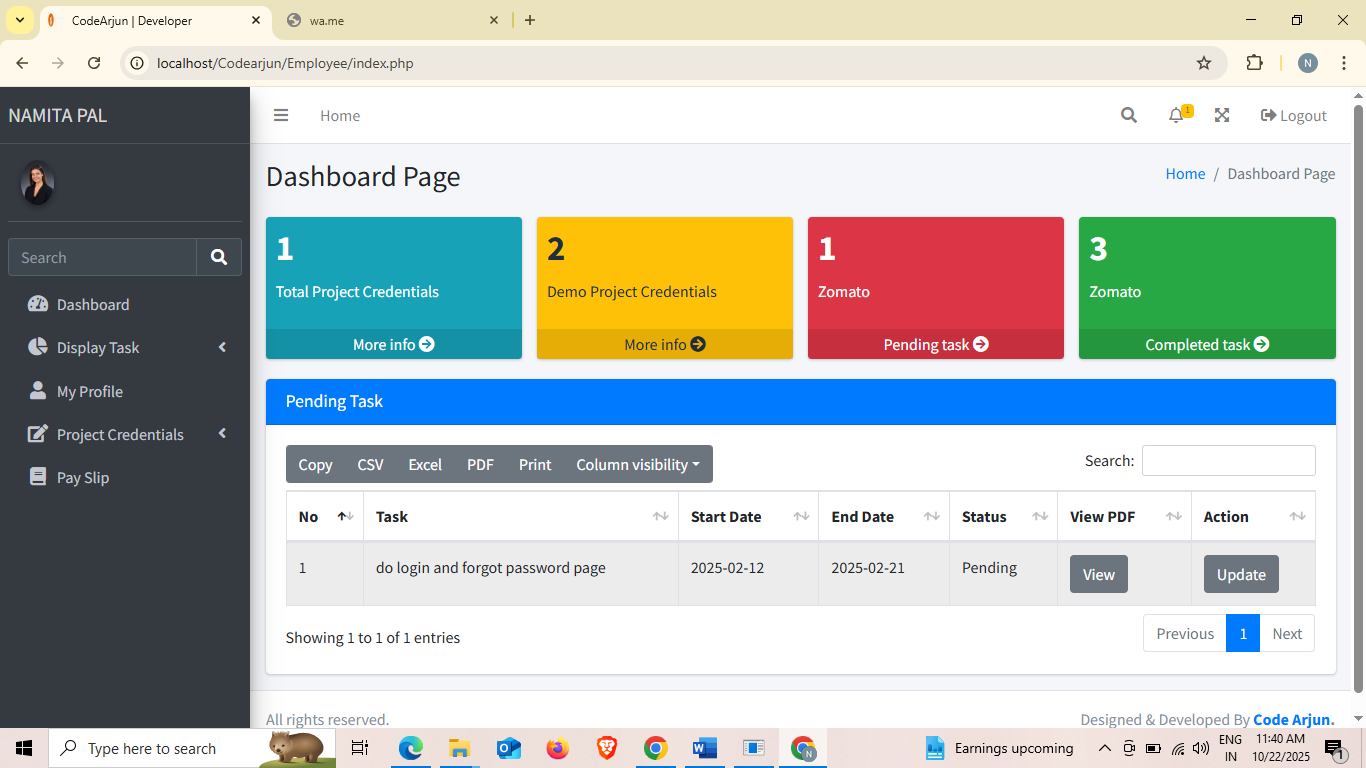 CodeArjun | Developer
wa.me
localhost/Codearjun/Employee/index.php
N
NAMITA PAL
Home
1
Logout
Dashboard Page
Home / Dashboard Page
Search
Dashboard
Display Task
My Profile
Project Credentials
Pay Slip
1
Total Project Credentials
More info
2
Demo Project Credentials
More info
1
Zomato
Pending task
3
Zomato
Completed task
Pending Task
Copy CSV Excel PDF Print Column visibility
Search:
No Task Start Date End Date Status View PDF Action
1 do login and forgot password page 2025-02-12 2025-02-21 Pending View Update
Showing 1 to 1 of 1 entries
Previous 1 Next
All rights reserved.
Designed & Developed By Code Arjun.
Type here to search
Earnings upcoming
ENG
IN
11:40 AM
10/22/2025
1